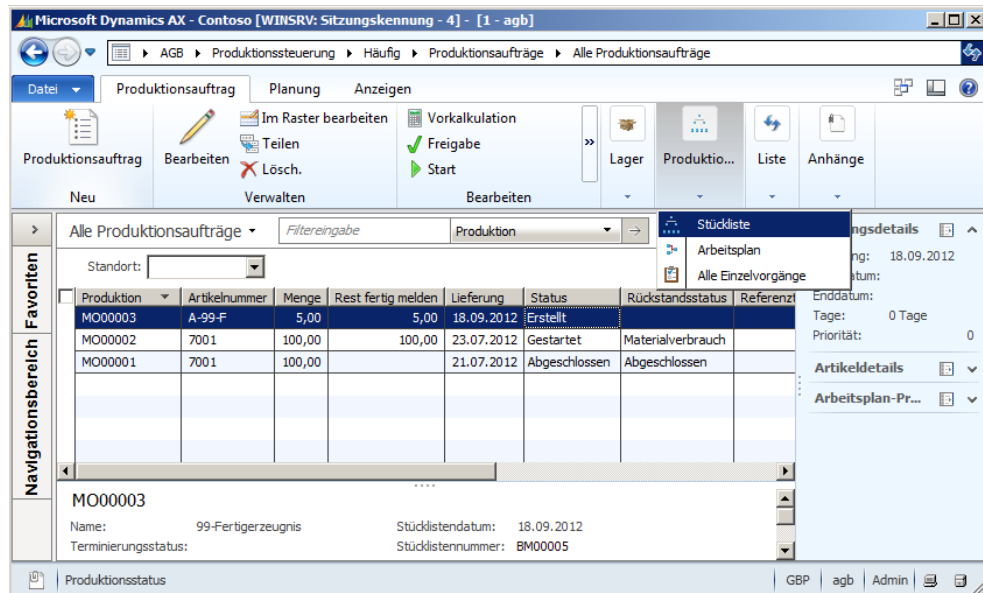 Microsoft Dynamics AX - Contoso [WINSRV: Sitzungskennung - 4] - [1 - agb]
AGB ▸ Produktionssteuerung ▸ Häufig ▸ Produktionsaufträge ▸ Alle Produktionsaufträge
Datei Produktionsauftrag Planung Anzeigen
Im Raster bearbeiten Vorkalkulation
Teilen Freigabe
Produktionsauftrag Bearbeiten Lösch. Start » Lager Produktio... Liste Anhänge
Neu Verwalten Bearbeiten
Stückliste
Arbeitsplan
Alle Einzelvorgänge
Favoriten
Navigationsbereich
Alle Produktionsaufträge Filtereingabe Produktion
Standort:
Produktion Artikelnummer Menge Rest fertig melden Lieferung Status Rückstandsstatus
MO00003 A-99-F 5,00 5,00 18.09.2012 Erstellt
MO00002 7001 100,00 100,00 23.07.2012 Gestartet Materialverbrauch
MO00001 7001 100,00 21.07.2012 Abgeschlossen Abgeschlossen
18.09.2012
Enddatum:
Tage: 0 Tage
Priorität: 0
Artikeldetails
Arbeitsplan-Pr...
MO00003
Name: 99-Fertigerzeugnis Stücklistendatum: 18.09.2012
Terminierungsstatus: Stücklistennummer: BM00005
Produktionsstatus GBP agb Admin